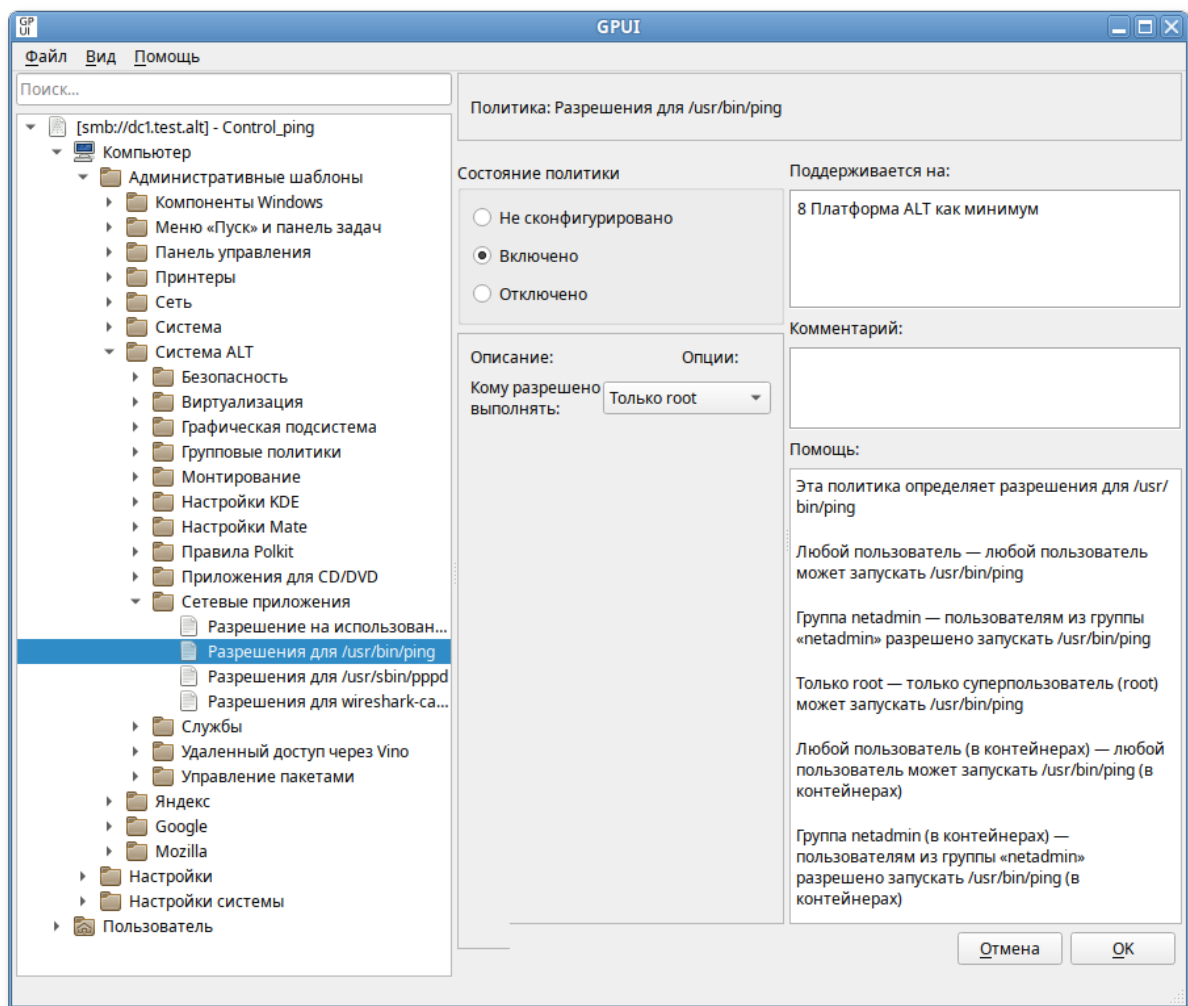 GP
UI
GPUI
Файл Вид Помощь
Поиск...
[smb://dc1.test.alt] - Control_ping
Компьютер
Административные шаблоны
Компоненты Windows
Меню «Пуск» и панель задач
Панель управления
Принтеры
Сеть
Система
Система ALT
Безопасность
Виртуализация
Графическая подсистема
Групповые политики
Монтирование
Настройки KDE
Настройки Mate
Правила Polkit
Приложения для CD/DVD
Сетевые приложения
Разрешение на использован...
Разрешения для /usr/bin/ping
Разрешения для /usr/sbin/pppd
Разрешения для wireshark-ca...
Службы
Удаленный доступ через Vino
Управление пакетами
Яндекс
Google
Mozilla
Настройки
Настройки системы
Пользователь
Политика: Разрешения для /usr/bin/ping
Состояние политики
Не сконфигурировано
Включено
Отключено
Описание: Опции:
Кому разрешено
выполнять:
Только root
Поддерживается на:
8 Платформа ALT как минимум
Комментарий:
Помощь:
Эта политика определяет разрешения для /usr/
bin/ping
Любой пользователь — любой пользователь
может запускать /usr/bin/ping
Группа netadmin — пользователям из группы
«netadmin» разрешено запускать /usr/bin/ping
Только root — только суперпользователь (root)
может запускать /usr/bin/ping
Любой пользователь (в контейнерах) — любой
пользователь может запускать /usr/bin/ping (в
контейнерах)
Группа netadmin (в контейнерах) —
пользователям из группы «netadmin»
разрешено запускать /usr/bin/ping (в
контейнерах)
Отмена
OK